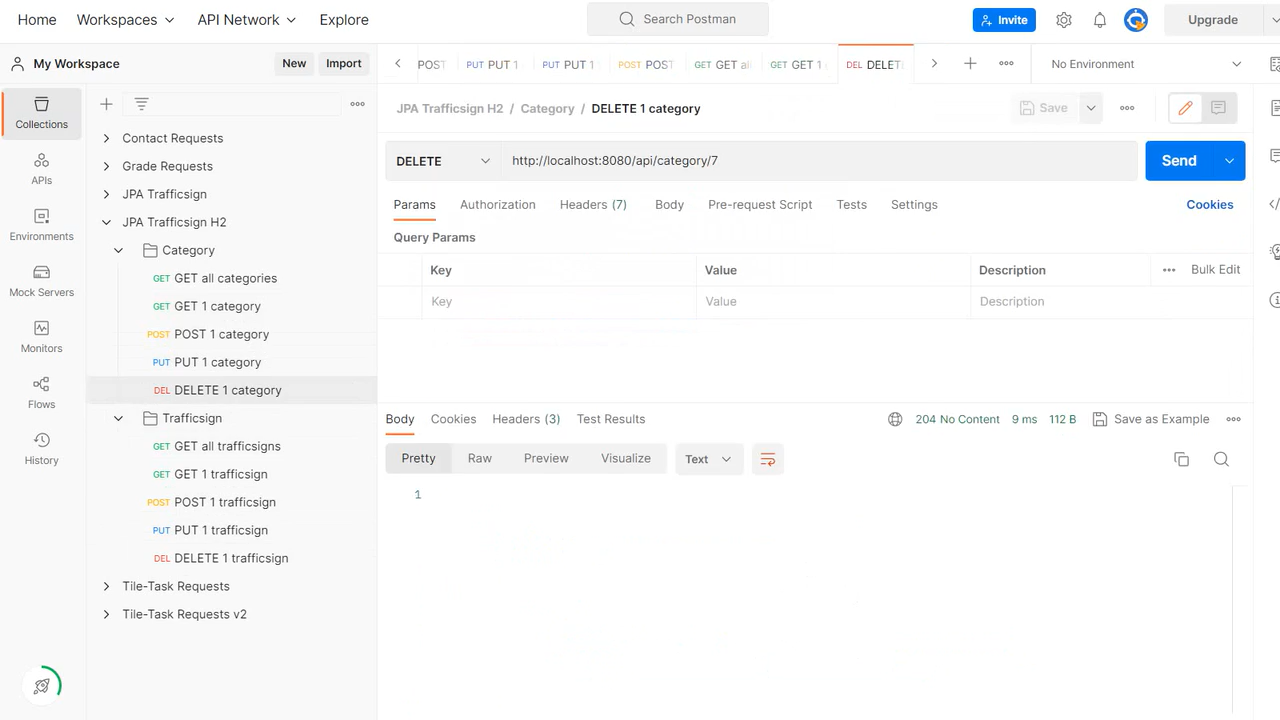 Home Workspaces API Network Explore Search Postman Invite Upgrade
My Workspace New Import POST PUT 1 PUT 1 POST GET al GET 1 DEL DELET No Environment
Collections
APIs
Environments
Mock Servers
Monitors
Flows
History
Contact Requests
Grade Requests
JPA Trafficsign
JPA Trafficsign H2
Category
GET GET all categories
GET GET 1 category
POST POST 1 category
PUT PUT 1 category
DEL DELETE 1 category
Trafficsign
GET GET all trafficsigns
GET GET 1 trafficsign
POST POST 1 trafficsign
PUT PUT 1 trafficsign
DEL DELETE 1 trafficsign
Tile-Task Requests
Tile-Task Requests v2
JPA Trafficsign H2 / Category / DELETE 1 category Save
DELETE http://localhost:8080/api/category/7 Send
Params Authorization Headers (7) Body Pre-request Script Tests Settings Cookies
Query Params
Key Value Description Bulk Edit
Key Value Description
Body Cookies Headers (3) Test Results 204 No Content 9 ms 112 B Save as Example
Pretty Raw Preview Visualize Text
1